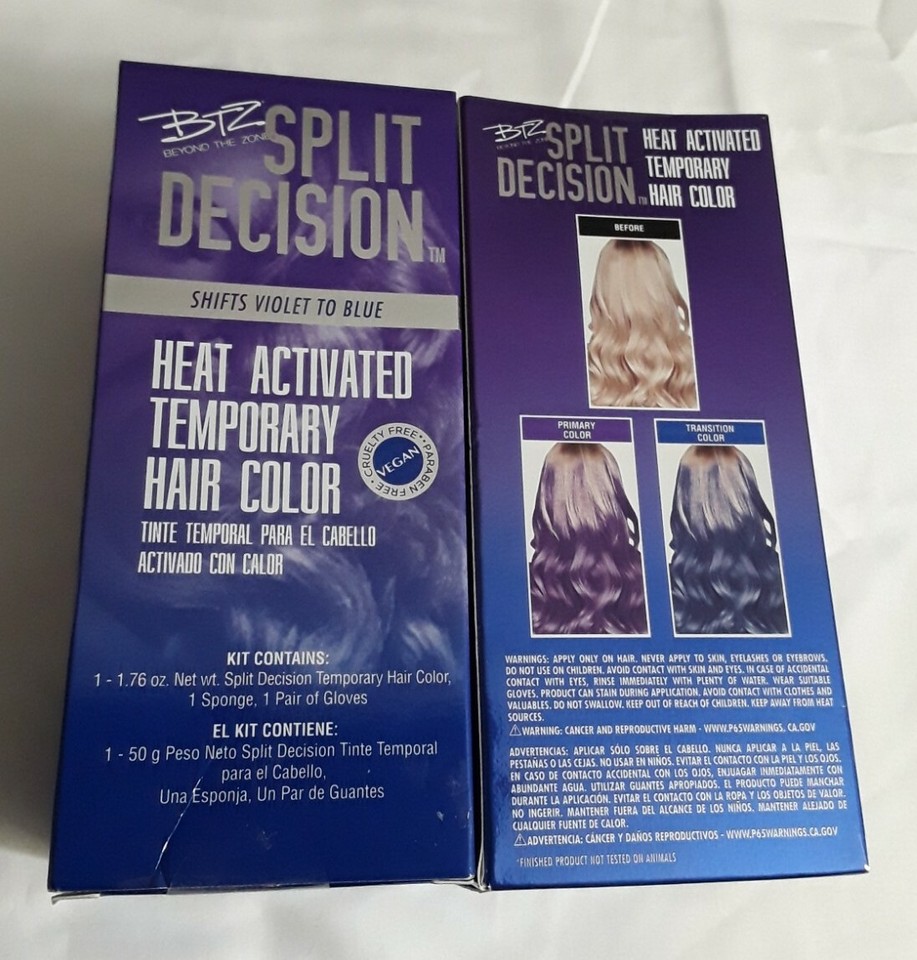 BTZ
BEYOND THE ZONE
SPLIT
DECISION™
SHIFTS VIOLET TO BLUE
HEAT ACTIVATED
TEMPORARY
HAIR COLOR
CRUELTY FREE • PARABEN FREE •
VEGAN
TINTE TEMPORAL PARA EL CABELLO
ACTIVADO CON CALOR
KIT CONTAINS:
1 - 1.76 oz. Net wt. Split Decision Temporary Hair Color,
1 Sponge, 1 Pair of Gloves
EL KIT CONTIENE:
1 - 50 g Peso Neto Split Decision Tinte Temporal
para el Cabello,
Una Esponja, Un Par de Guantes
BTZ
BEYOND THE ZONE
SPLIT
DECISION™
HEAT ACTIVATED
TEMPORARY
HAIR COLOR
BEFORE
PRIMARY
COLOR
TRANSITION
COLOR
WARNINGS: APPLY ONLY ON HAIR. NEVER APPLY TO SKIN, EYELASHES OR EYEBROWS.
DO NOT USE ON CHILDREN. AVOID CONTACT WITH SKIN AND EYES. IN CASE OF ACCIDENTAL
CONTACT WITH EYES, RINSE IMMEDIATELY WITH PLENTY OF WATER. WEAR SUITABLE
GLOVES. PRODUCT CAN STAIN DURING APPLICATION, AVOID CONTACT WITH CLOTHES AND
VALUABLES. DO NOT SWALLOW. KEEP OUT OF REACH OF CHILDREN. KEEP AWAY FROM HEAT
SOURCES.
⚠WARNING: CANCER AND REPRODUCTIVE HARM - WWW.P65WARNINGS.CA.GOV
ADVERTENCIAS: APLICAR SÓLO SOBRE EL CABELLO. NUNCA APLICAR A LA PIEL, LAS
PESTAÑAS O LAS CEJAS. NO USAR EN NIÑOS. EVITAR EL CONTACTO CON LA PIEL Y LOS OJOS.
EN CASO DE CONTACTO ACCIDENTAL CON LOS OJOS, ENJUAGAR INMEDIATAMENTE CON
ABUNDANTE AGUA. UTILIZAR GUANTES APROPIADOS. EL PRODUCTO PUEDE MANCHAR
DURANTE LA APLICACIÓN. EVITAR EL CONTACTO CON LA ROPA Y LOS OBJETOS DE VALOR.
NO INGERIR. MANTENER FUERA DEL ALCANCE DE LOS NIÑOS. MANTENER ALEJADO DE
CUALQUIER FUENTE DE CALOR.
⚠ADVERTENCIA: CÁNCER Y DAÑOS REPRODUCTIVOS - WWW.P65WARNINGS.CA.GOV
*FINISHED PRODUCT NOT TESTED ON ANIMALS